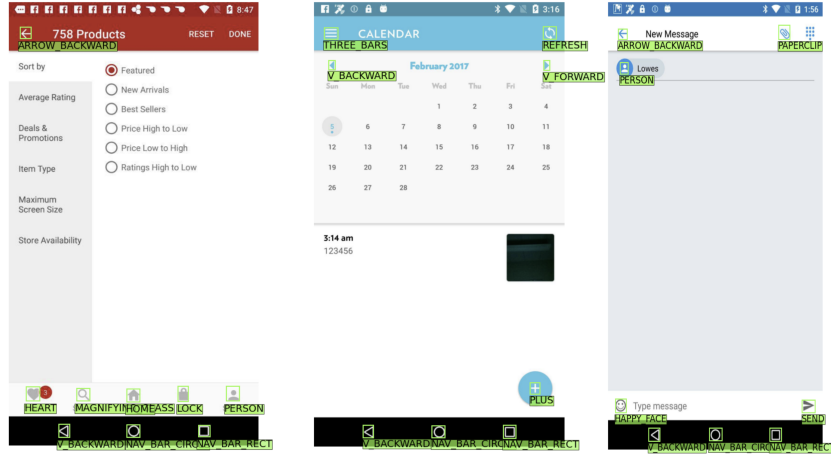 8:47
758 Products RESET DONE
ARROW_BACKWARD
Sort by
Featured
New Arrivals
Average Rating
Best Sellers
Deals &
Promotions
Price High to Low
Price Low to High
Item Type
Ratings High to Low
Maximum
Screen Size
Store Availability
3
HEART MAGNIFYIN HOME ASS LOCK PERSON
V_BACKWARD NAV_BAR_CIRC NAV_BAR_RECT
3:16
CALENDAR
THREE_BARS REFRESH
February 2017
V_BACKWARD V_FORWARD
Sun Mon Tue Wed Thu Fri Sat
1 2 3 4
5 6 7 8 9 10 11
12 13 14 15 16 17 18
19 20 21 22 23 24 25
26 27 28
3:14 am
123456
PLUS
V_BACKWARD NAV_BAR_CIRC NAV_BAR_RECT
1:56
New Message
ARROW_BACKWARD PAPERCLIP
Lowes
PERSON
Type message
HAPPY_FACE SEND
V_BACKWARD NAV_BAR_CIRC NAV_BAR_REC